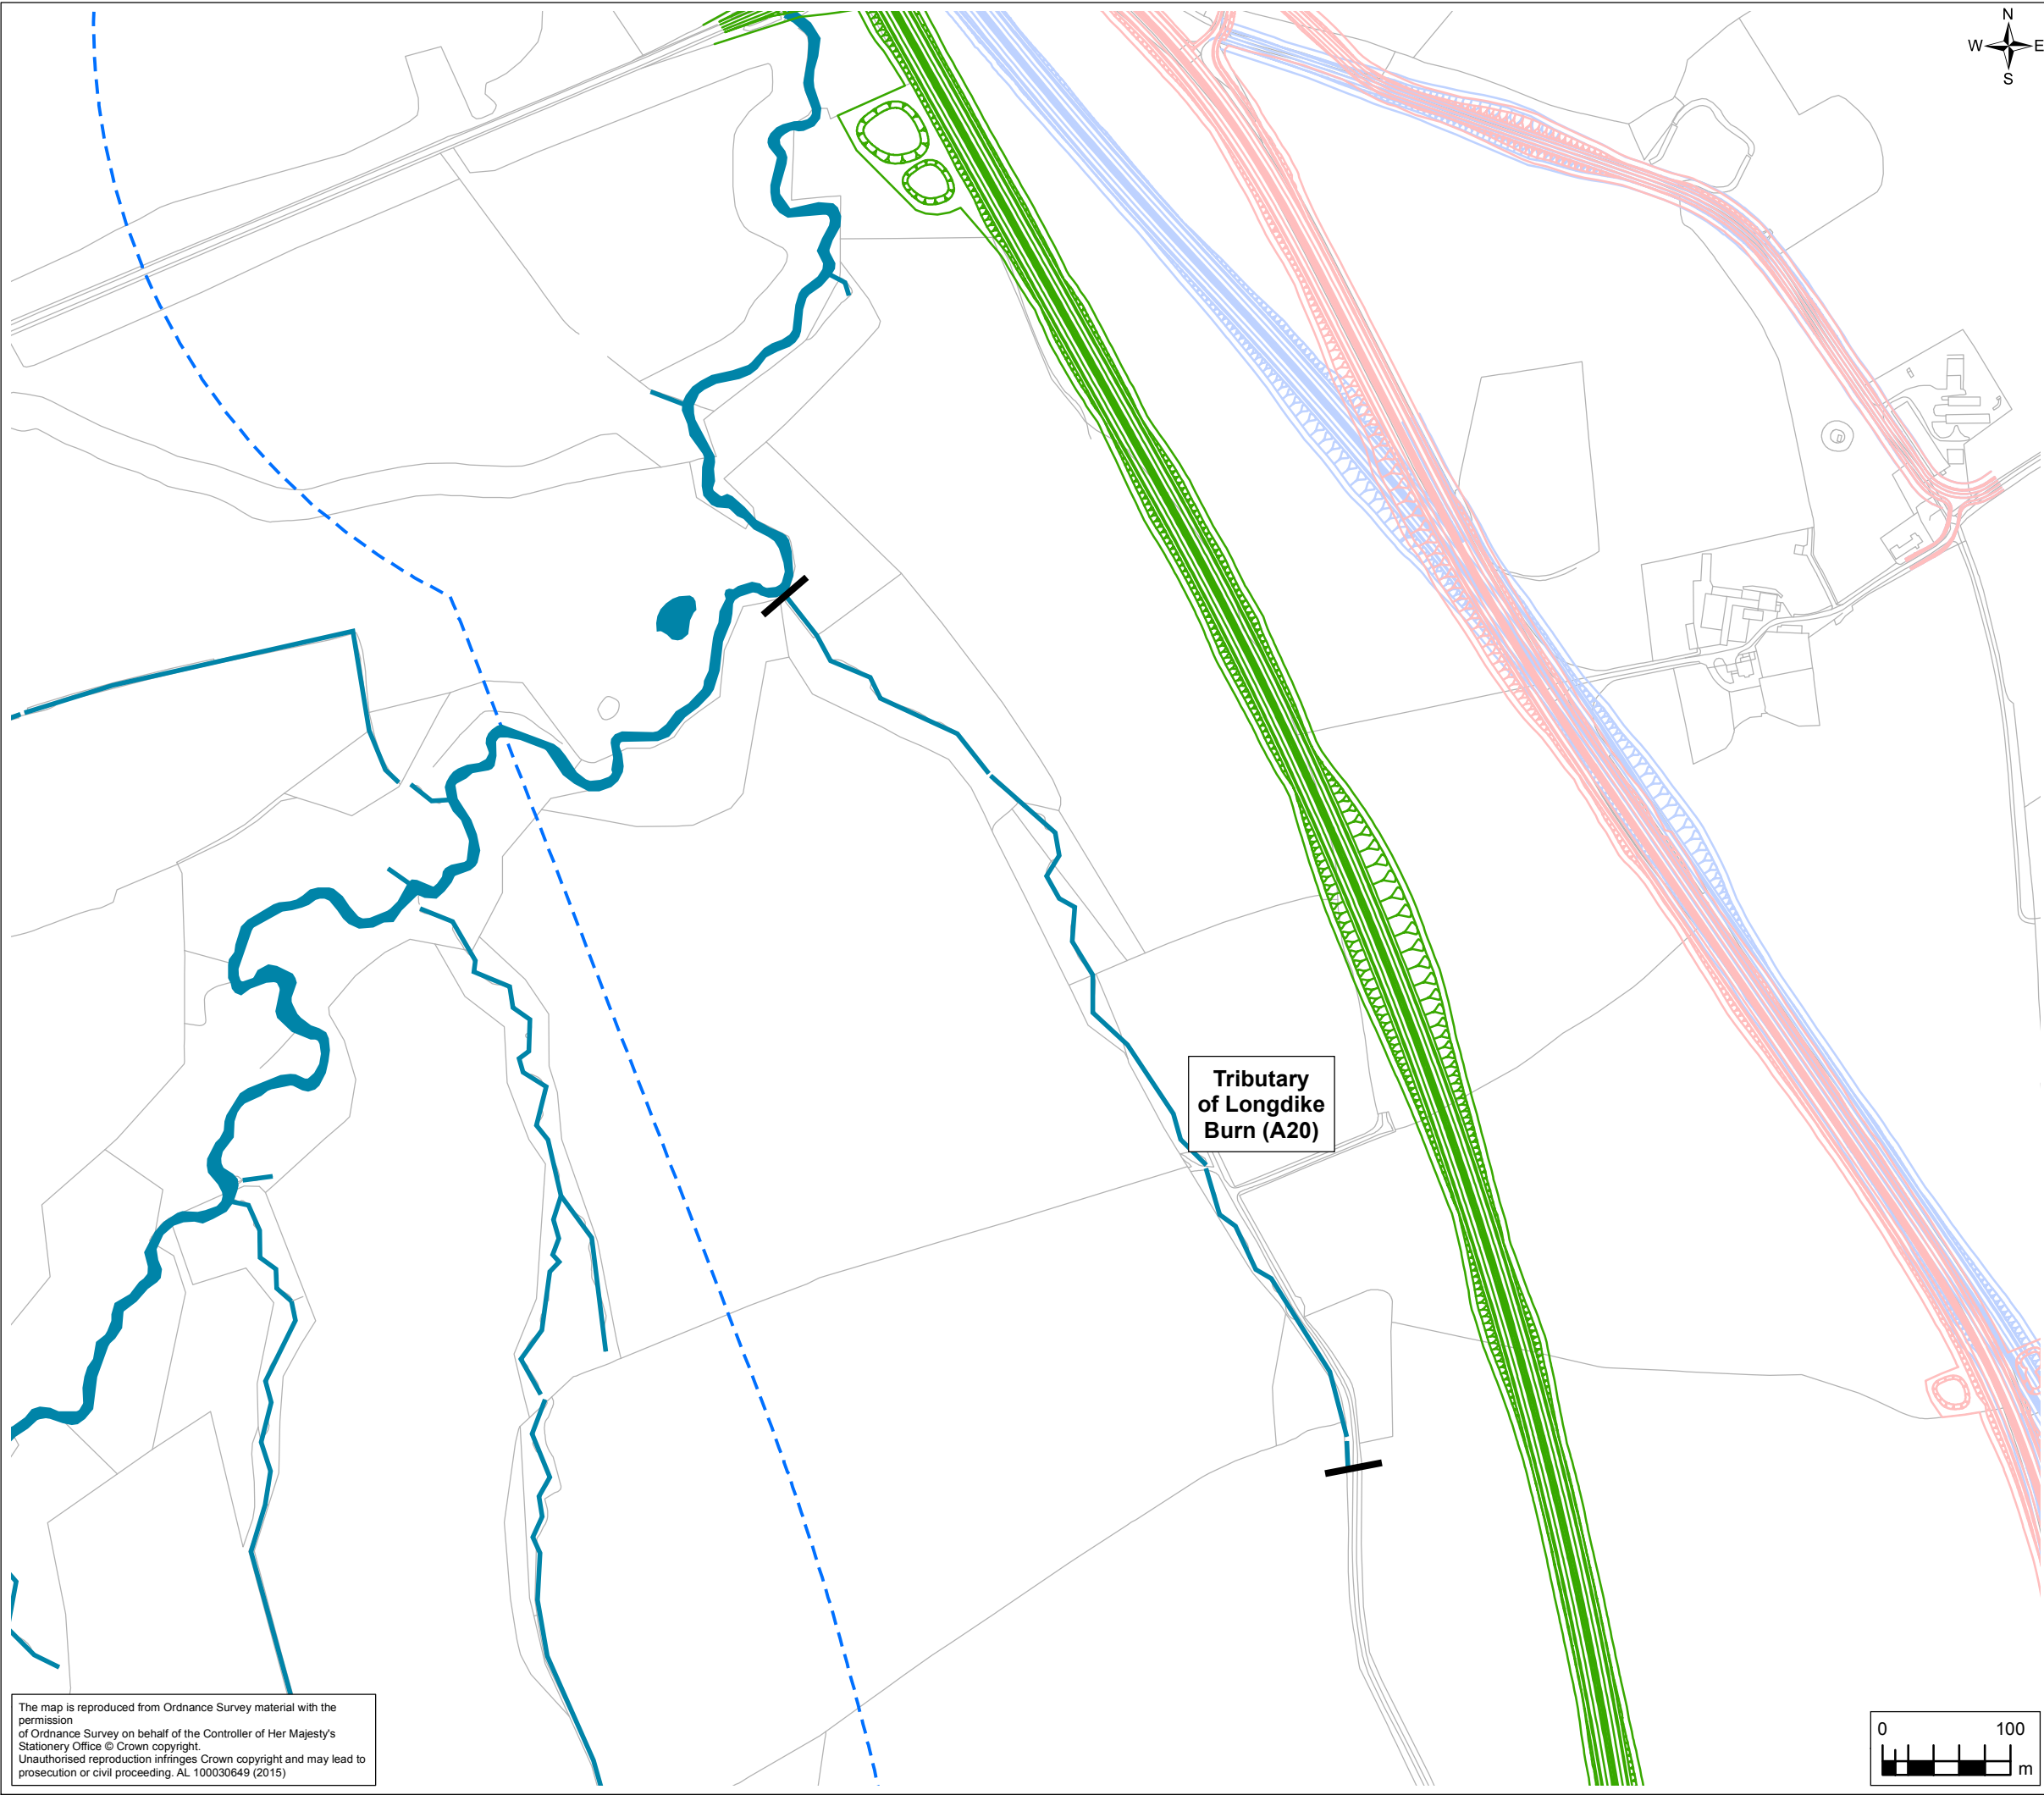 N
W E
S
Tributary
of Longdike
Burn (A20)
The map is reproduced from Ordnance Survey material with the
permission
of Ordnance Survey on behalf of the Controller of Her Majesty's
Stationery Office © Crown copyright.
Unauthorised reproduction infringes Crown copyright and may lead to
prosecution or civil proceeding. AL 100030649 (2015)
0 100
m